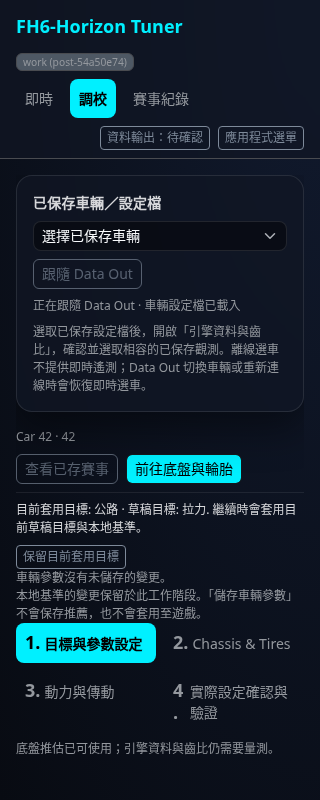 FH6-Horizon Tuner
work (post-54a50e74)
即時
調校
賽事紀錄
資料輸出：待確認
應用程式選單
已保存車輛／設定檔
選擇已保存車輛
跟隨 Data Out
正在跟隨 Data Out · 車輛設定檔已載入
選取已保存設定檔後，開啟「引擎資料與齒
比」，確認並選取相容的已保存觀測。離線選車
不提供即時遙測；Data Out 切換車輛或重新連
線時會恢復即時選車。
Car 42 · 42
查看已存賽事
前往底盤與輪胎
目前套用目標: 公路 · 草稿目標: 拉力. 繼續時會套用目
前草稿目標與本地基準。
保留目前套用目標
車輛參數沒有未儲存的變更。
本地基準的變更保留於此工作階段。「儲存車輛參數」
不會保存推薦，也不會套用至遊戲。
1. 目標與參數設定
2. Chassis & Tires
3. 動力與傳動
4. 實際設定確認與
驗證
底盤推估已可使用；引擎資料與齒比仍需要量測。